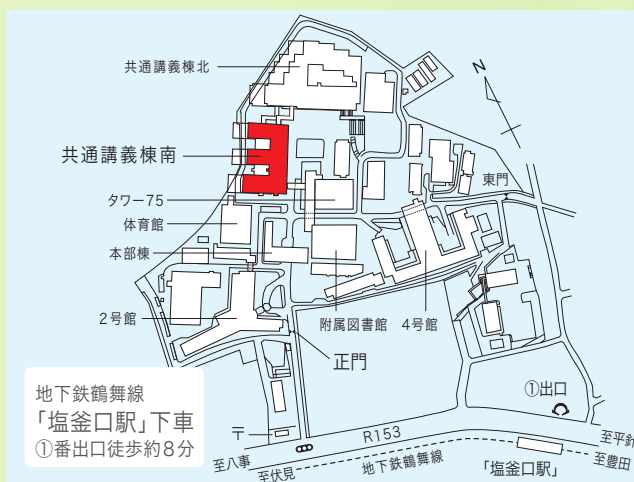 共通講義棟北
N
共通講義棟南
タワー75
東門
体育館
本部棟
2号館
附属図書館
4号館
正門
地下鉄鶴舞線
「塩釜口駅」下車
①番出口徒歩約8分
①出口
〒
R153
至八事
至伏見
地下鉄鶴舞線
「塩釜口駅」
至平針
至豊田